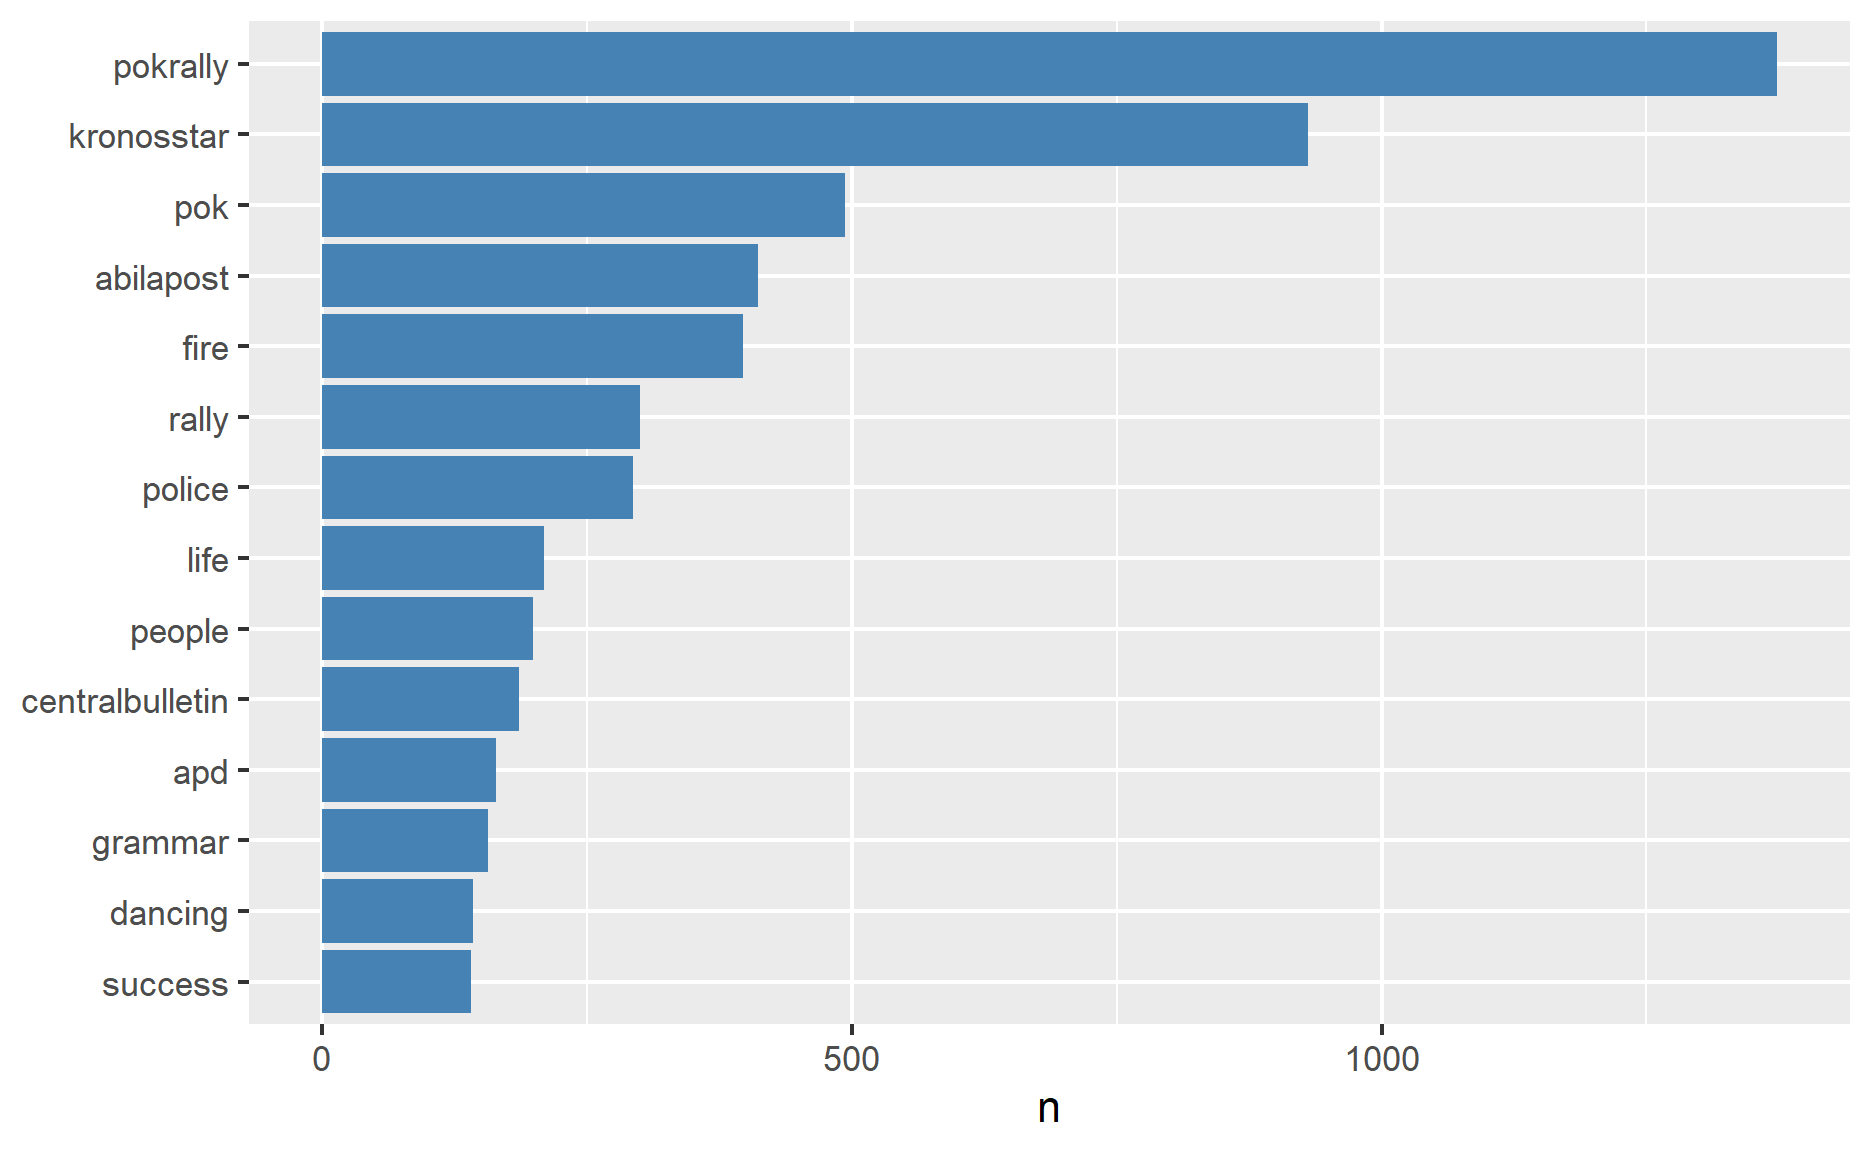 pokrally
kronosstar
pok
abilapost
fire
rally
police
life
people
centralbulletin
apd
grammar
dancing
success
0 500 1000
n